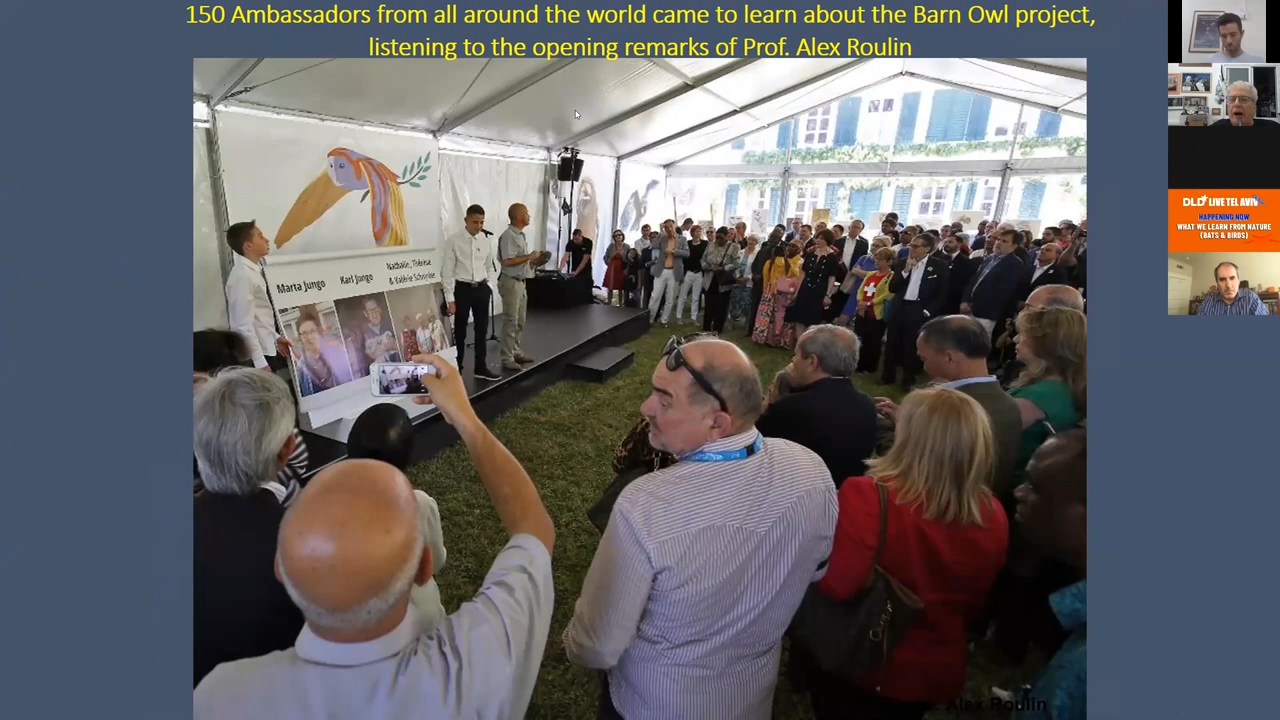 150 Ambassadors from all around the world came to learn about the Barn Owl project,
listening to the opening remarks of Prof. Alex Roulin
Marta Jungo
Karl Jungo
Nathalie, Thérèse
& Valérie Schneider
DLD LIVE TEL AVIV
HAPPENING NOW
WHAT WE LEARN FROM NATURE
(BATS & BIRDS)
Alex Roulin